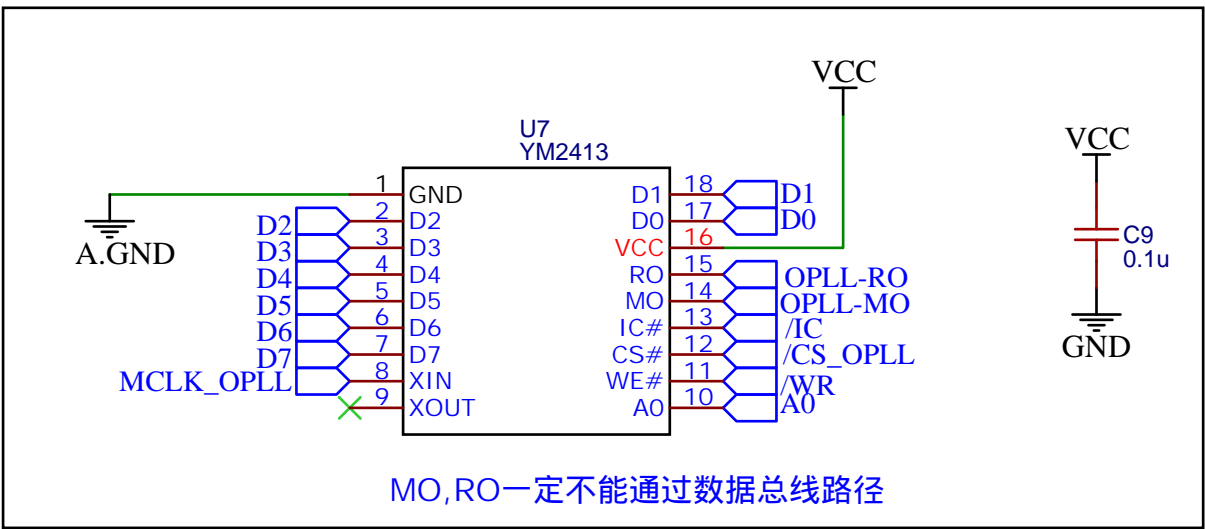 VCC
U7
YM2413
VCC
1 GND D1 18 D1
D2 2 D2 D0 17 D0
D3 3 D3 VCC 16
D4 4 D4 RO 15 OPLL-RO
D5 5 D5 MO 14 OPLL-MO
D6 6 D6 IC# 13 /IC
D7 7 D7 CS# 12 /CS_OPLL
MCLK_OPLL 8 XIN WE# 11 /WR
9 XOUT A0 10 A0
A.GND
C9
0.1u
GND
MO,RO一定不能通过数据总线路径